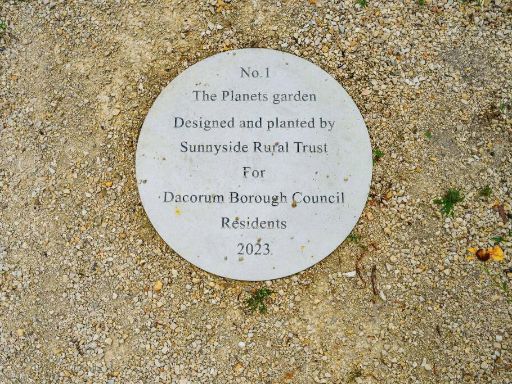 No.1
The Planets garden
Designed and planted by
Sunnyside Rural Trust
For
Dacorum Borough Council
Residents
2023